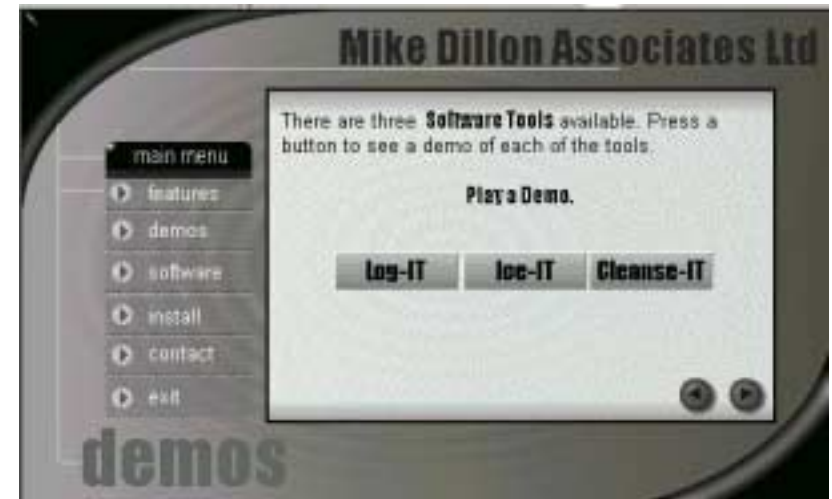 Mike Dillon Associates Ltd
There are three Software Tools available. Press a
button to see a demo of each of the tools.
Play a Demo.
Log-IT Ice-IT Cleanse-IT
main menu
features
demos
software
install
contact
exit
demos